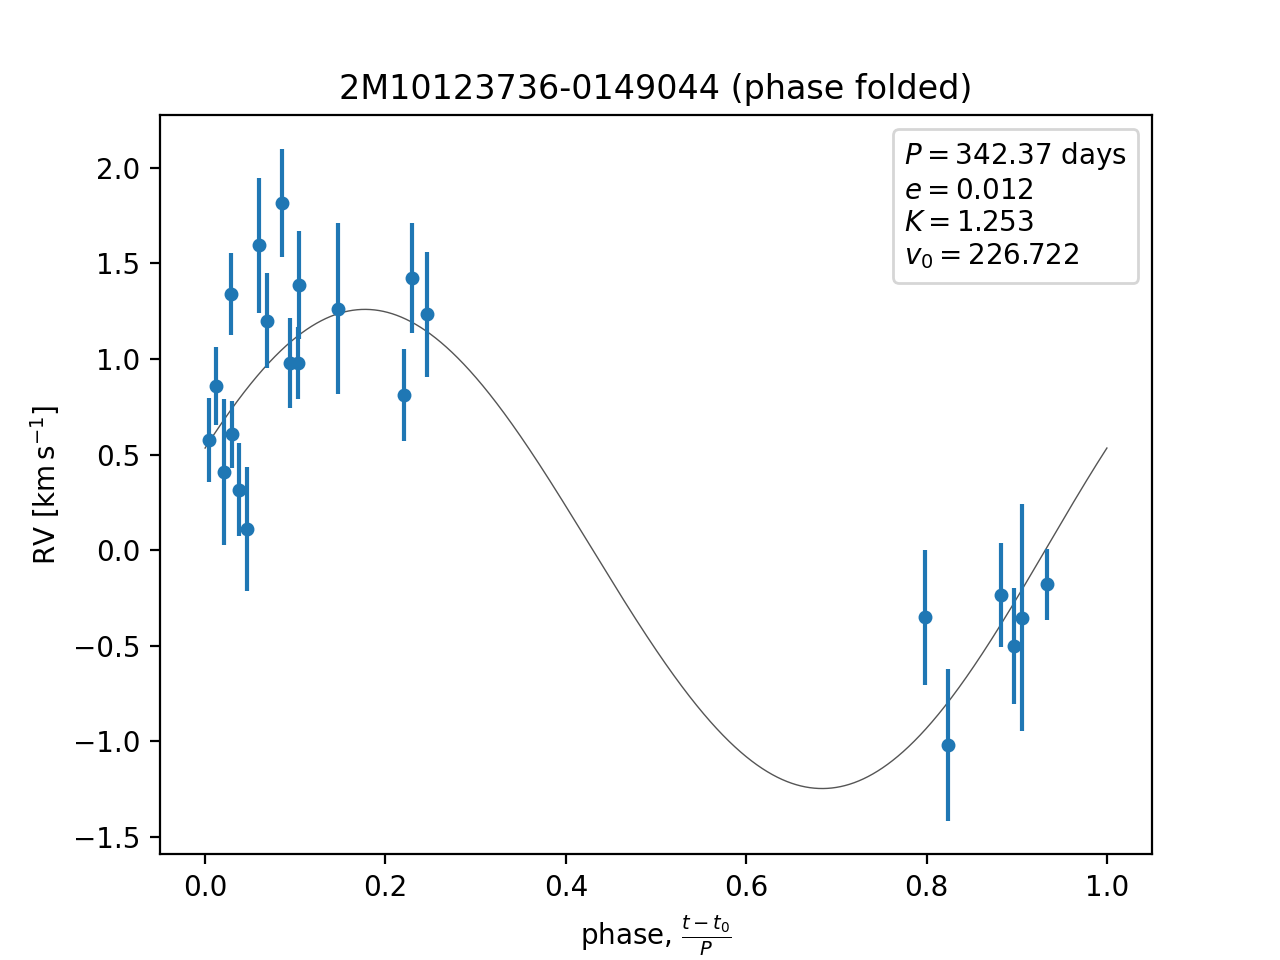 2M10123736-0149044 (phase folded)
P = 342.37 days
e = 0.012
K = 1.253
v₀ = 226.722
2.0
1.5
1.0
0.5
0.0
−0.5
−1.0
−1.5
RV [km s⁻¹]
0.0 0.2 0.4 0.6 0.8 1.0
phase, (t − t₀)/P